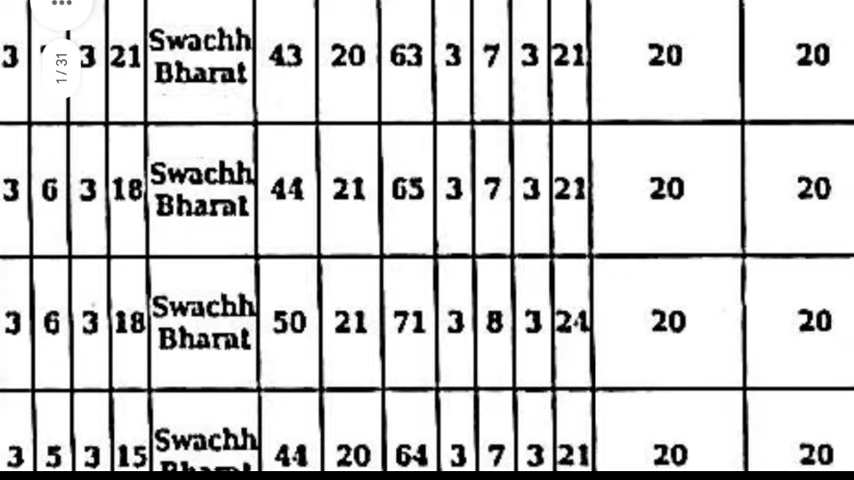 3 3 21 Swachh Bharat 43 20 63 3 7 3 21 20 20
1 / 31
3 6 3 18 Swachh Bharat 44 21 65 3 7 3 21 20 20
3 6 3 18 Swachh Bharat 50 21 71 3 8 3 24 20 20
3 5 3 15 Swachh Bharat 44 20 64 3 7 3 21 20 20